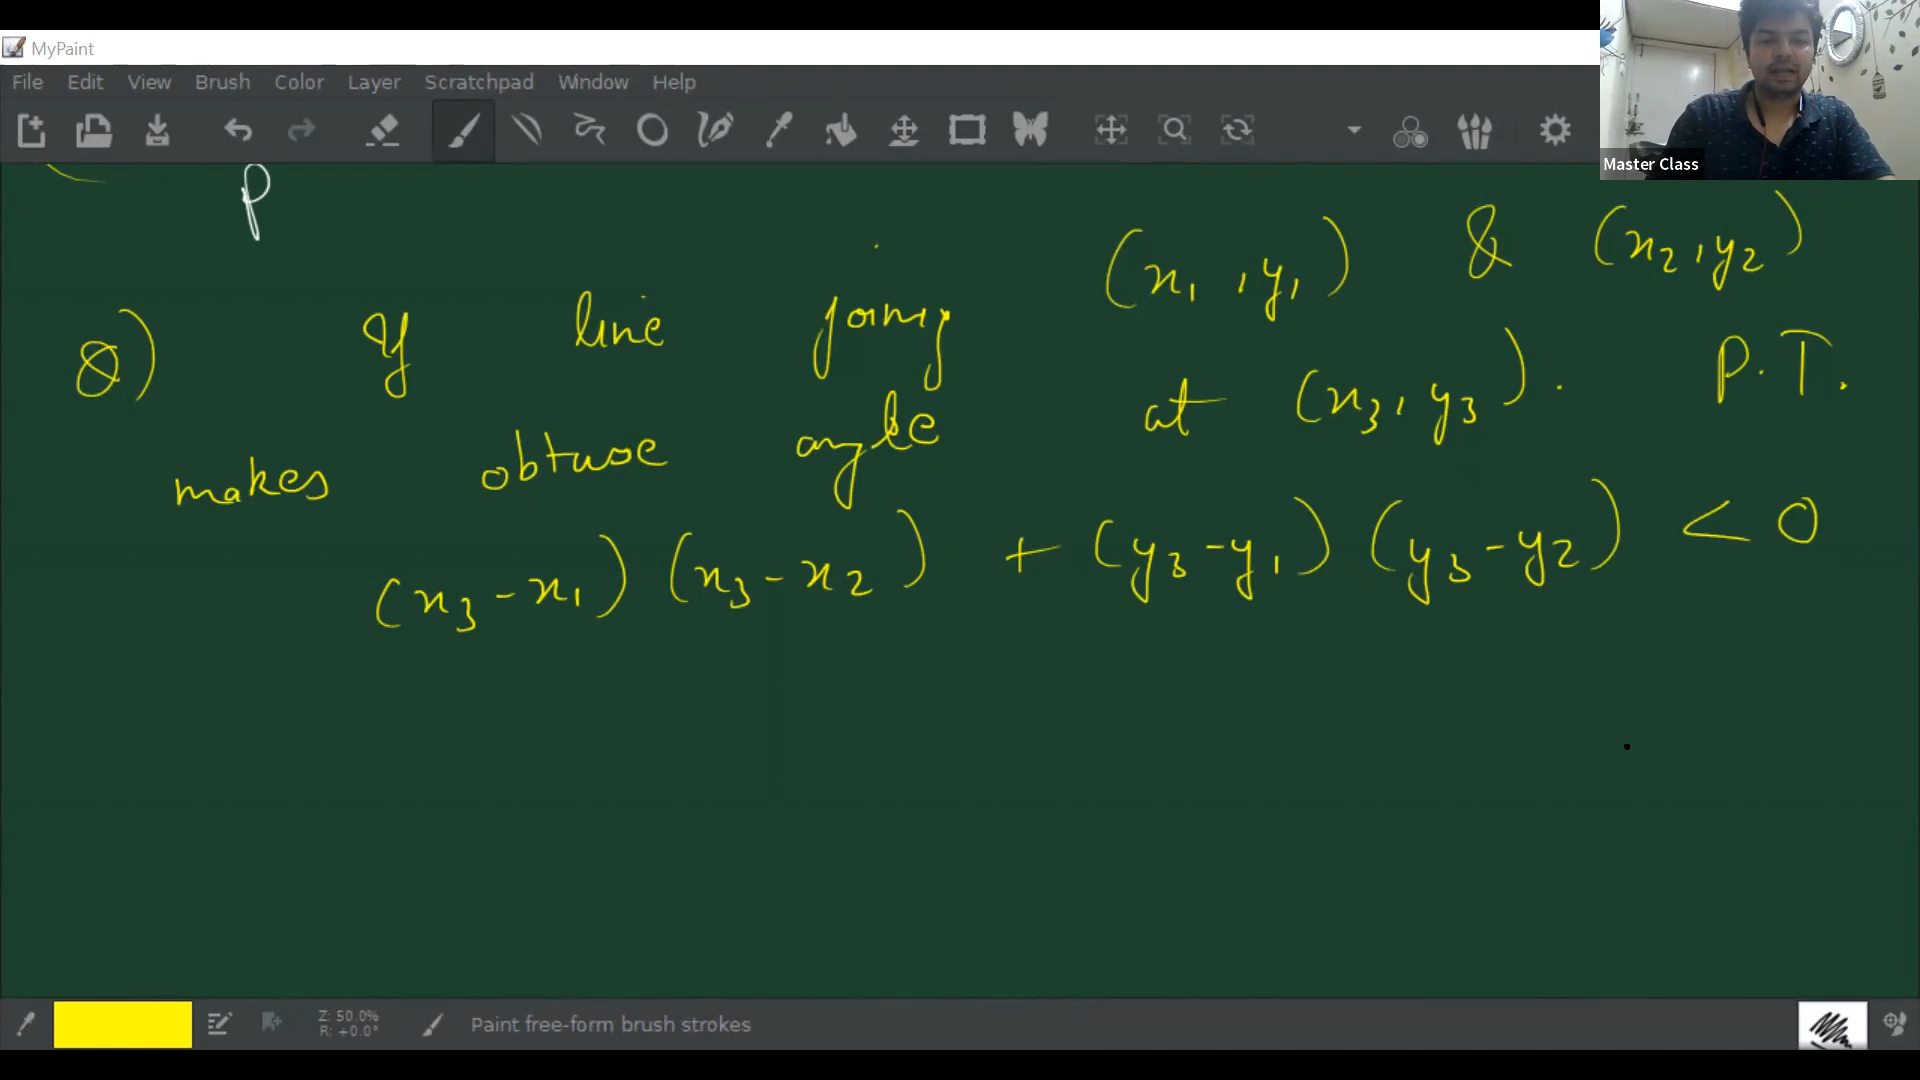 MyPaint
File Edit View Brush Color Layer Scratchpad Window Help
Master Class
P
Q) If line joining (x₁, y₁) & (x₂, y₂)
makes obtuse angle at (x₃, y₃). P.T.
(x₃ - x₁) (x₃ - x₂) + (y₃ - y₁) (y₃ - y₂) < 0
Z: 50.0%
R: +0.0°
Paint free-form brush strokes